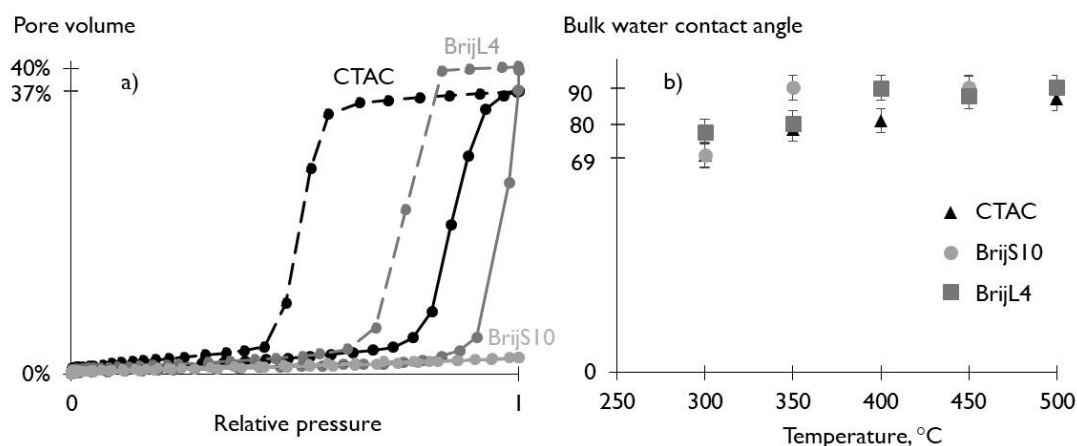 Pore volume
BrijL4
40%
a)
CTAC
37%
BrijS10
0%
0
1
Relative pressure
Bulk water contact angle
b)
90
80
69
CTAC
BrijS10
BrijL4
0
250 300 350 400 450 500
Temperature, °C